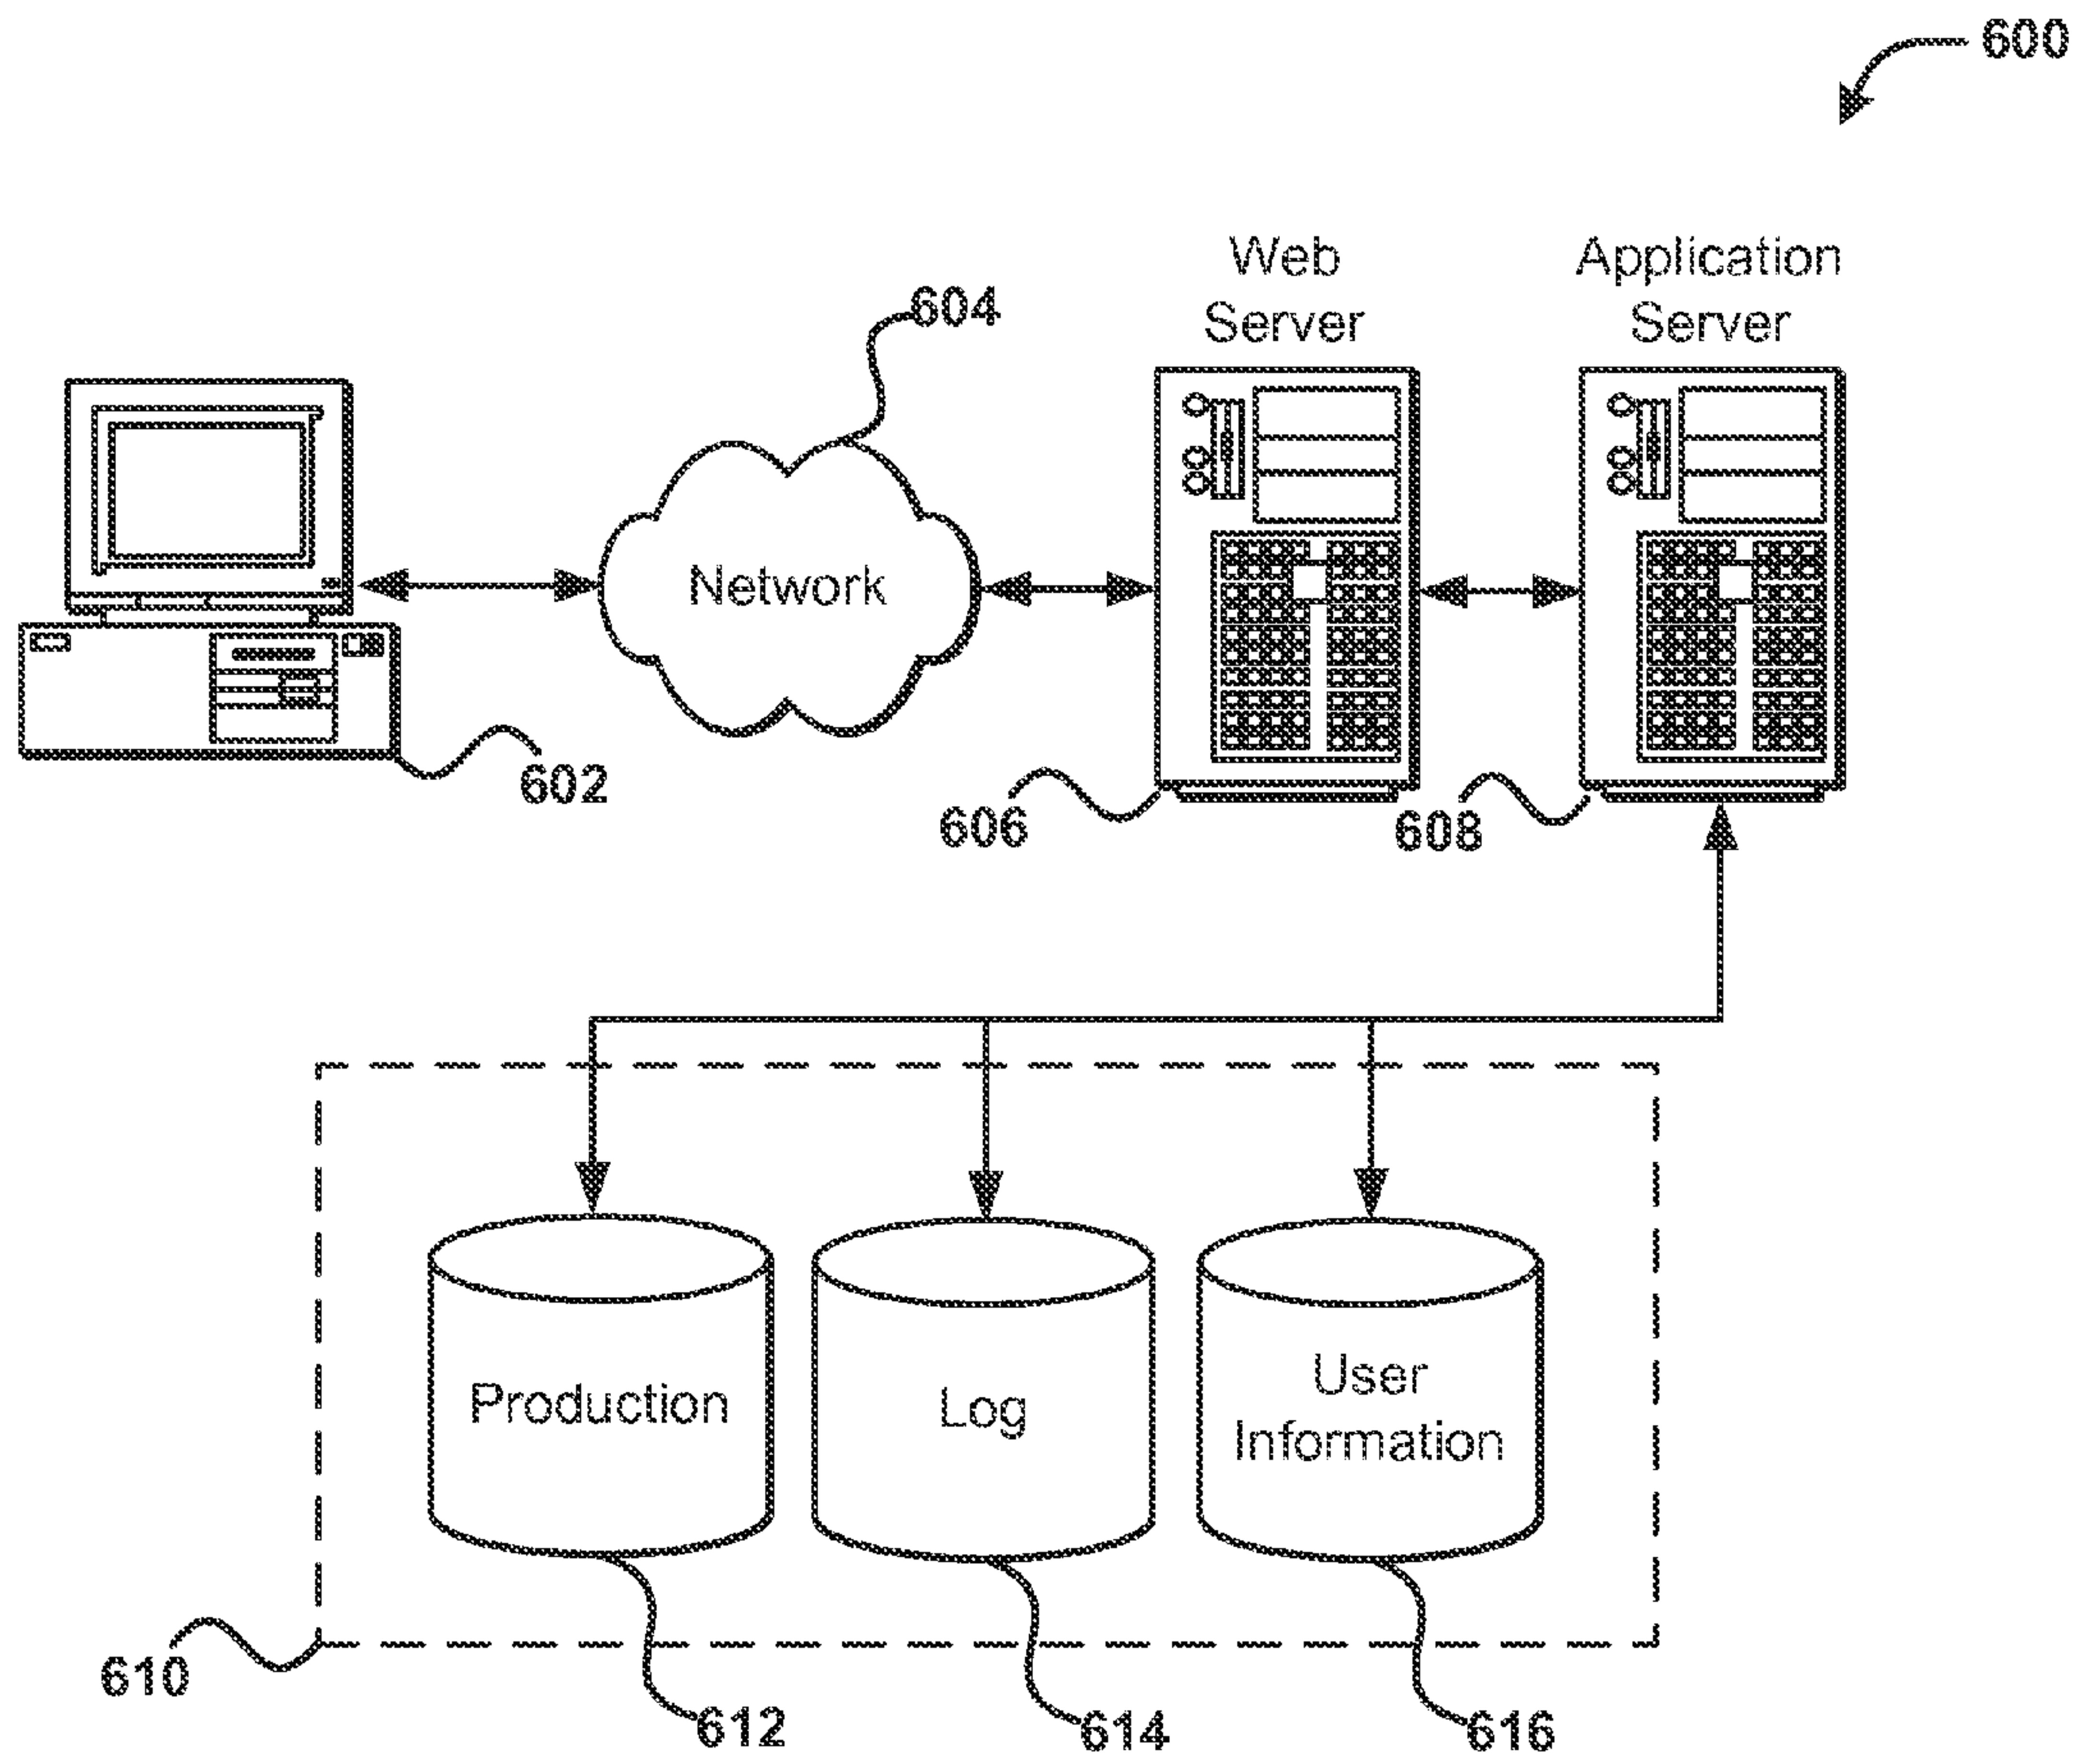 600
Web
Server
Application
Server
604
Network
602
606
608
Production
Log
User
Information
610
612
614
616